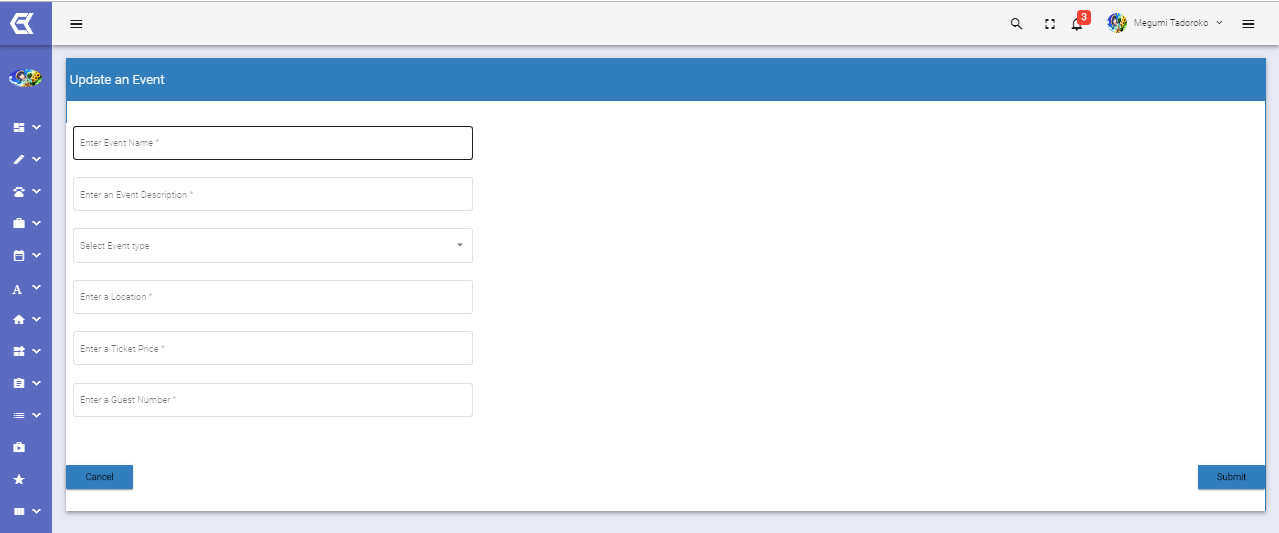 3
Megumi Tadoroko
Update an Event
Enter Event Name *
Enter an Event Description *
Select Event type
Enter a Location *
Enter a Ticket Price *
Enter a Guest Number *
Cancel
Submit